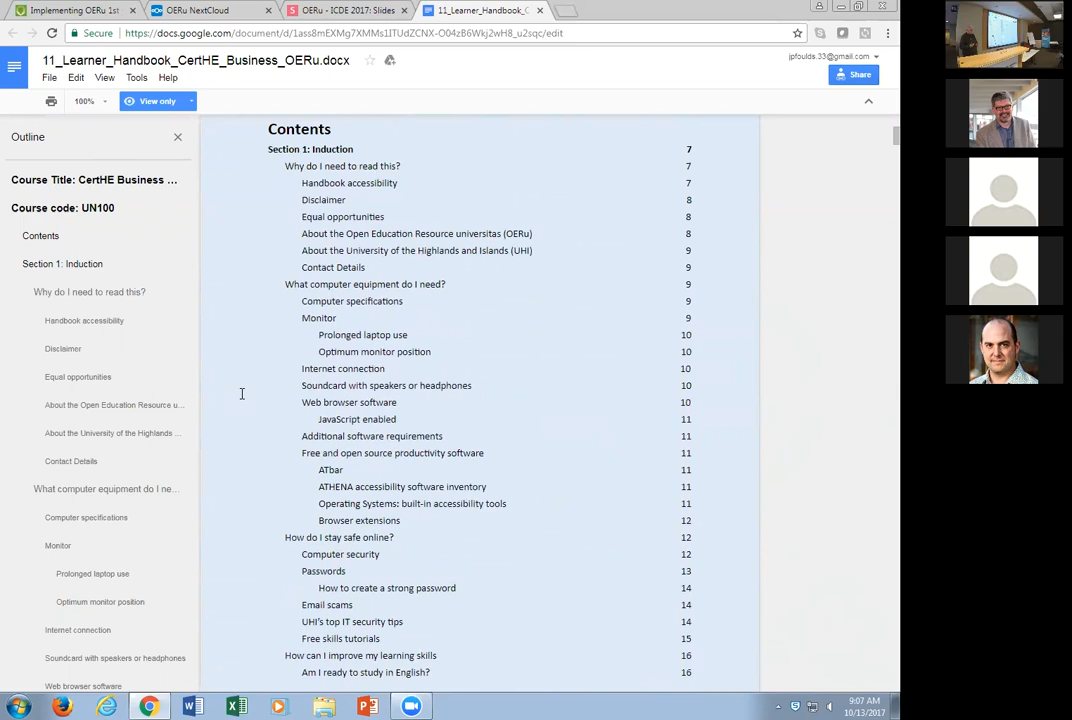 Implementing OERu 1st
OERu NextCloud
OERu - ICDE 2017: Slides
11_Learner_Handbook_C
Secure
https://docs.google.com/document/d/1ass8mEXMg7XMMs1ITUdZCNX-O04zB6Wkj2wH8_u2sqc/edit
11_Learner_Handbook_CertHE_Business_OERu.docx
jpfoulds.33@gmail.com
File Edit View Tools Help
Share
100%
View only
Outline
Course Title: CertHE Business ...
Course code: UN100
Contents
Section 1: Induction
Why do I need to read this?
Handbook accessibility
Disclaimer
Equal opportunities
About the Open Education Resource u...
About the University of the Highlands ...
Contact Details
What computer equipment do I ne...
Computer specifications
Monitor
Prolonged laptop use
Optimum monitor position
Internet connection
Soundcard with speakers or headphones
Web browser software
Contents
Section 1: Induction 7
Why do I need to read this? 7
Handbook accessibility 7
Disclaimer 8
Equal opportunities 8
About the Open Education Resource universitas (OERu) 8
About the University of the Highlands and Islands (UHI) 9
Contact Details 9
What computer equipment do I need? 9
Computer specifications 9
Monitor 9
Prolonged laptop use 10
Optimum monitor position 10
Internet connection 10
Soundcard with speakers or headphones 10
Web browser software 10
JavaScript enabled 11
Additional software requirements 11
Free and open source productivity software 11
ATbar 11
ATHENA accessibility software inventory 11
Operating Systems: built-in accessibility tools 11
Browser extensions 12
How do I stay safe online? 12
Computer security 12
Passwords 13
How to create a strong password 14
Email scams 14
UHI's top IT security tips 14
Free skills tutorials 15
How can I improve my learning skills 16
Am I ready to study in English? 16
9:07 AM
10/13/2017